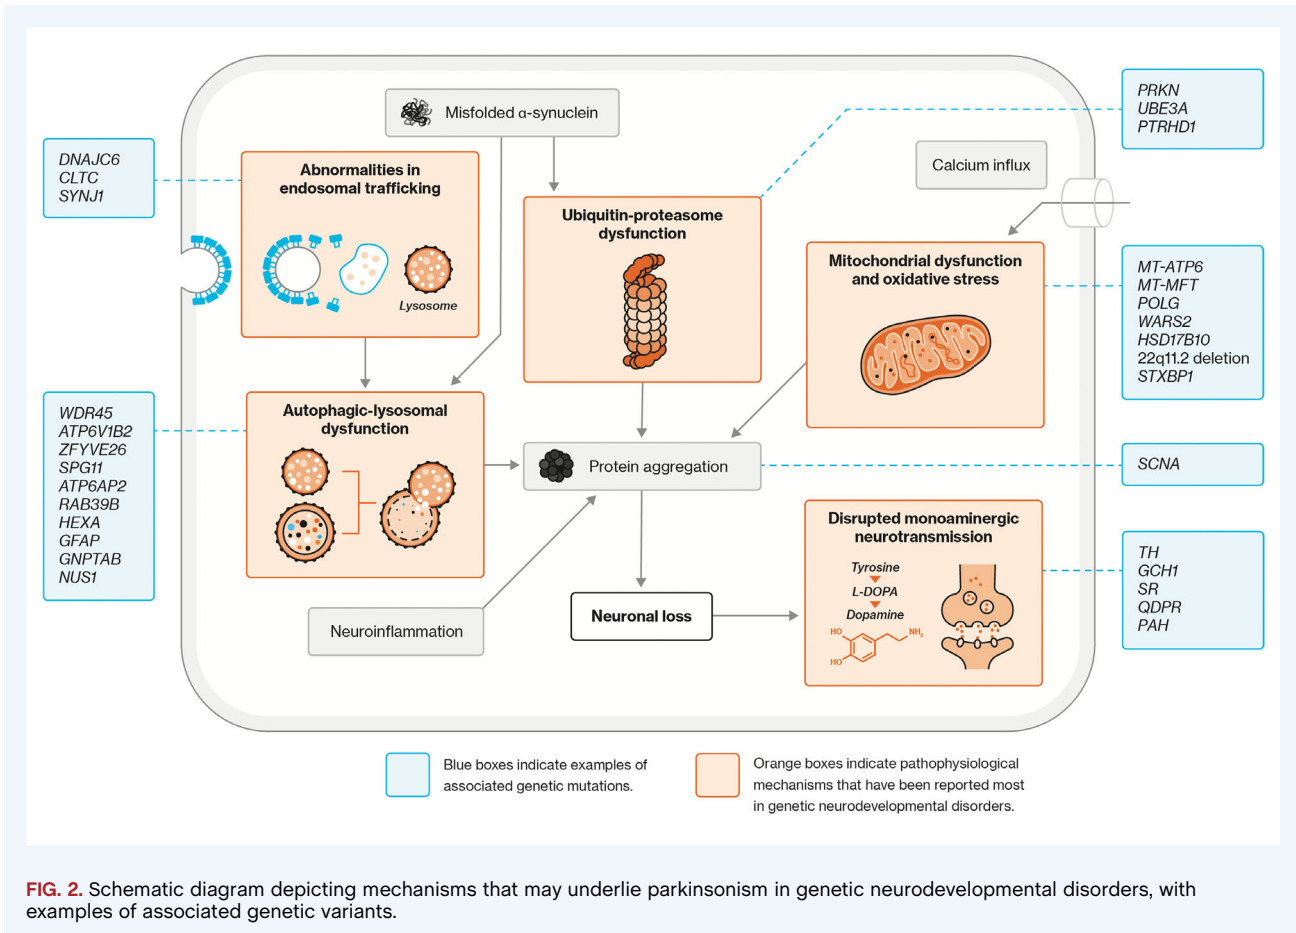 Misfolded α-synuclein
DNAJC6
CLTC
SYNJ1
Abnormalities in
endosomal trafficking
Lysosome
Ubiquitin-proteasome
dysfunction
PRKN
UBE3A
PTRHD1
Calcium influx
Mitochondrial dysfunction
and oxidative stress
MT-ATP6
MT-MFT
POLG
WARS2
HSD17B10
22q11.2 deletion
STXBP1
WDR45
ATP6V1B2
ZFYVE26
SPG11
ATP6AP2
RAB39B
HEXA
GFAP
GNPTAB
NUS1
Autophagic-lysosomal
dysfunction
Protein aggregation
SCNA
Neuroinflammation
Neuronal loss
Disrupted monoaminergic
neurotransmission
Tyrosine
L-DOPA
Dopamine
HO
HO
NH₂
TH
GCH1
SR
QDPR
PAH
Blue boxes indicate examples of
associated genetic mutations.
Orange boxes indicate pathophysiological
mechanisms that have been reported most
in genetic neurodevelopmental disorders.
FIG. 2. Schematic diagram depicting mechanisms that may underlie parkinsonism in genetic neurodevelopmental disorders, with
examples of associated genetic variants.